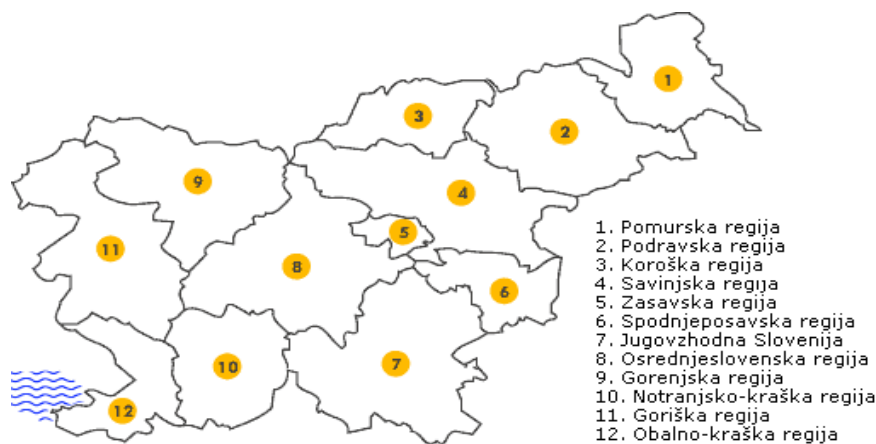 1
3
2
9
4
5
11
8
6
10
7
12
1. Pomurska regija
2. Podravska regija
3. Koroška regija
4. Savinjska regija
5. Zasavska regija
6. Spodnjeposavska regija
7. Jugovzhodna Slovenija
8. Osrednjeslovenska regija
9. Gorenjska regija
10. Notranjsko-kraška regija
11. Goriška regija
12. Obalno-kraška regija